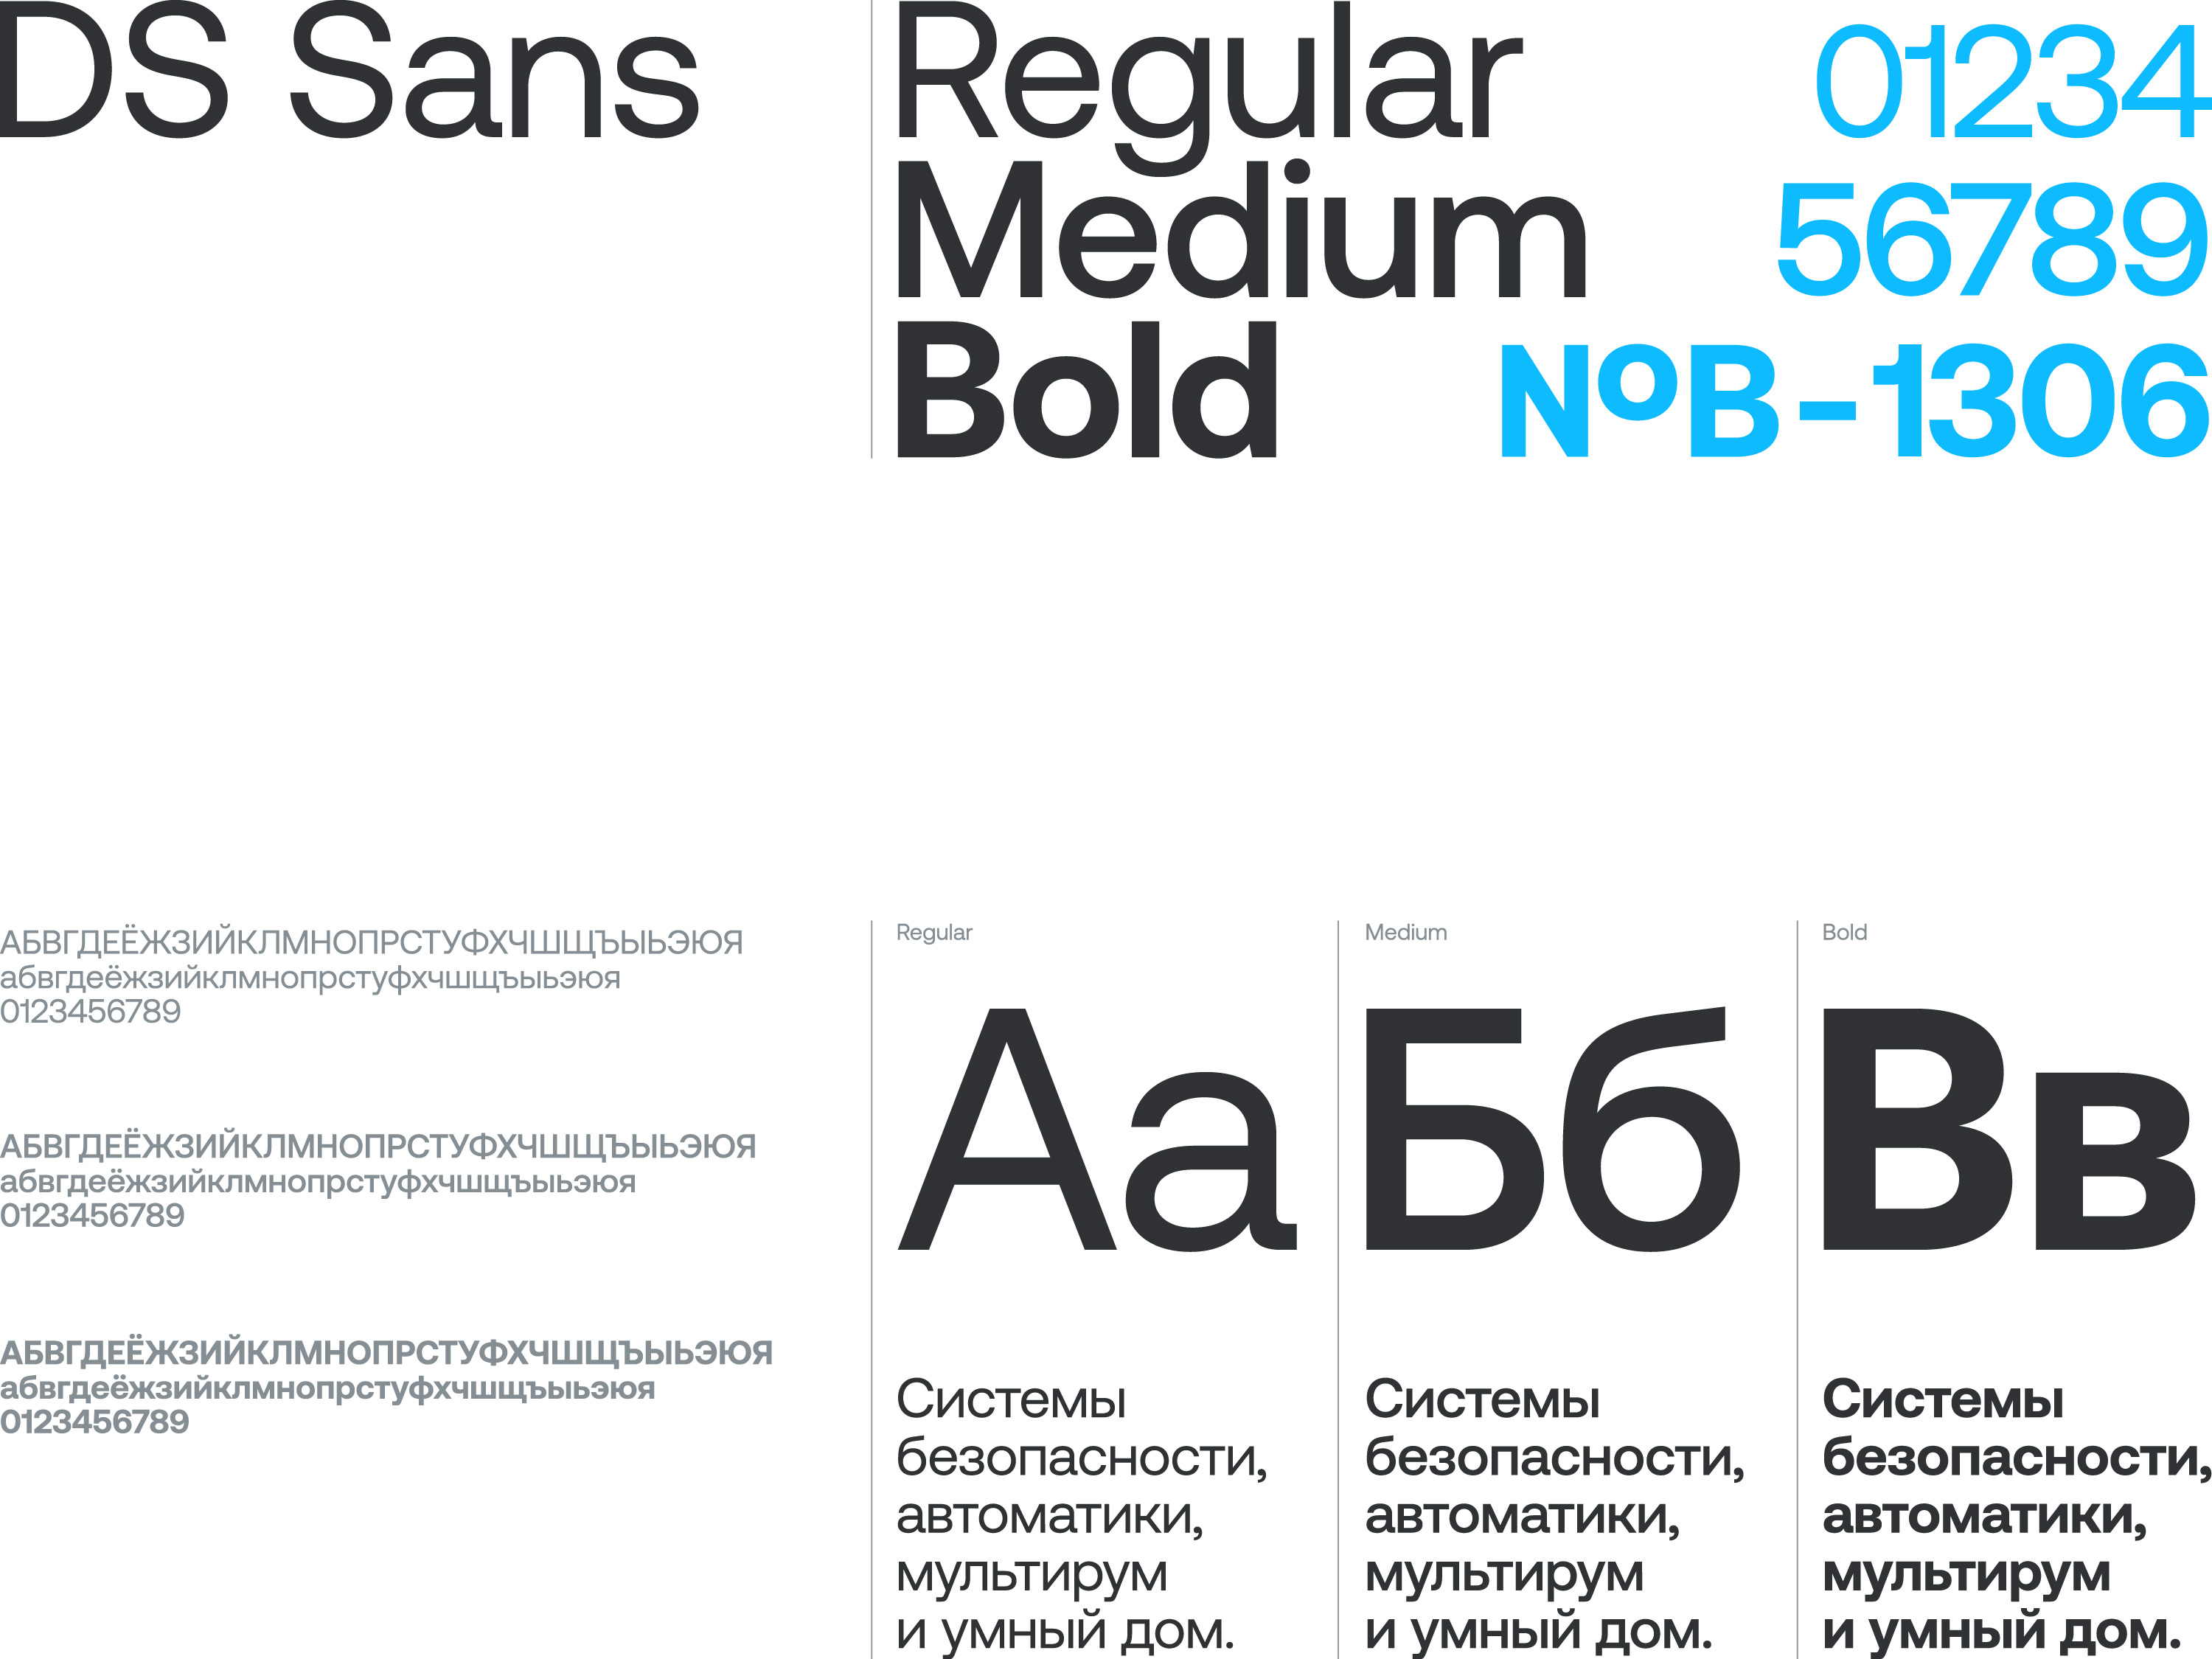 DS Sans
Regular
Medium
Bold
01234
56789
NºB-1306
АБВГДЕЁЖЗИЙКЛМНОПРСТУФХЧШЩЪЫЬЭЮЯ
абвгдеёжзийклмнопрстуфхчшщъыьэюя
0123456789
АБВГДЕЁЖЗИЙКЛМНОПРСТУФХЧШЩЪЫЬЭЮЯ
абвгдеёжзийклмнопрстуфхчшщъыьэюя
0123456789
АБВГДЕЁЖЗИЙКЛМНОПРСТУФХЧШЩЪЫЬЭЮЯ
абвгдеёжзийклмнопрстуфхчшщъыьэюя
0123456789
Regular
Аа
Системы
безопасности,
автоматики,
мультирум
и умный дом.
Medium
Бб
Системы
безопасности,
автоматики,
мультирум
и умный дом.
Bold
Вв
Системы
безопасности,
автоматики,
мультирум
и умный дом.